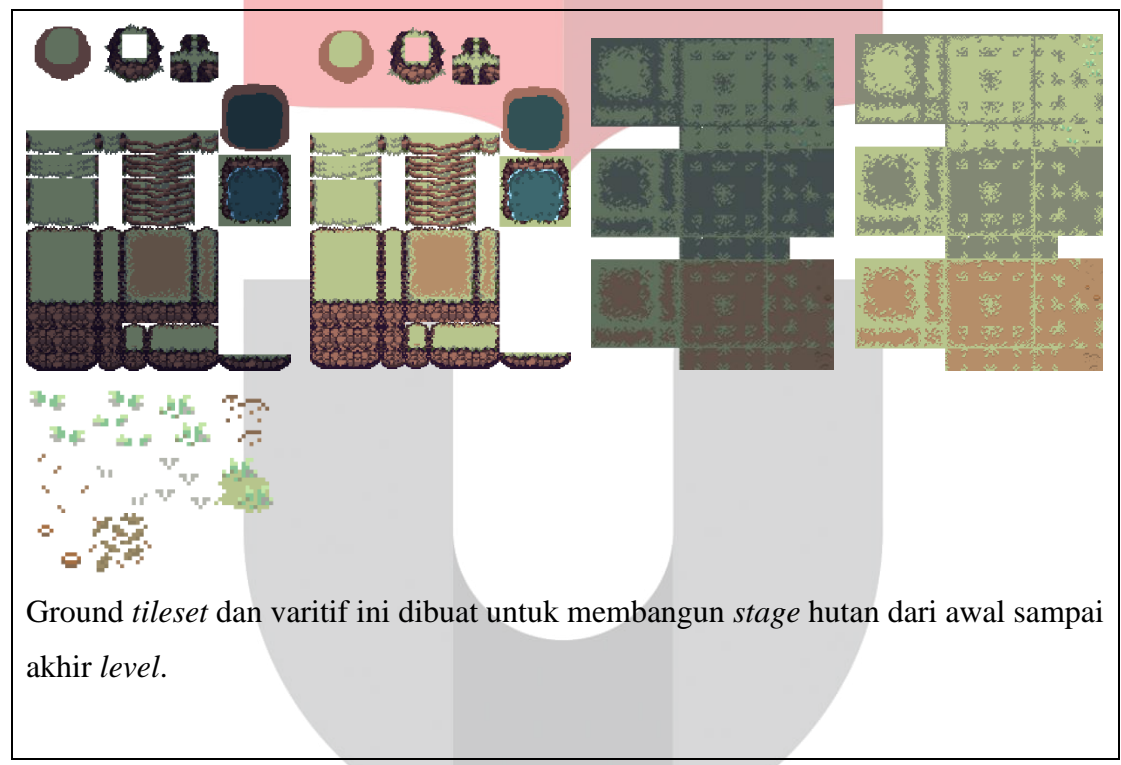 Ground tileset dan varitif ini dibuat untuk membangun stage hutan dari awal sampai
akhir level.